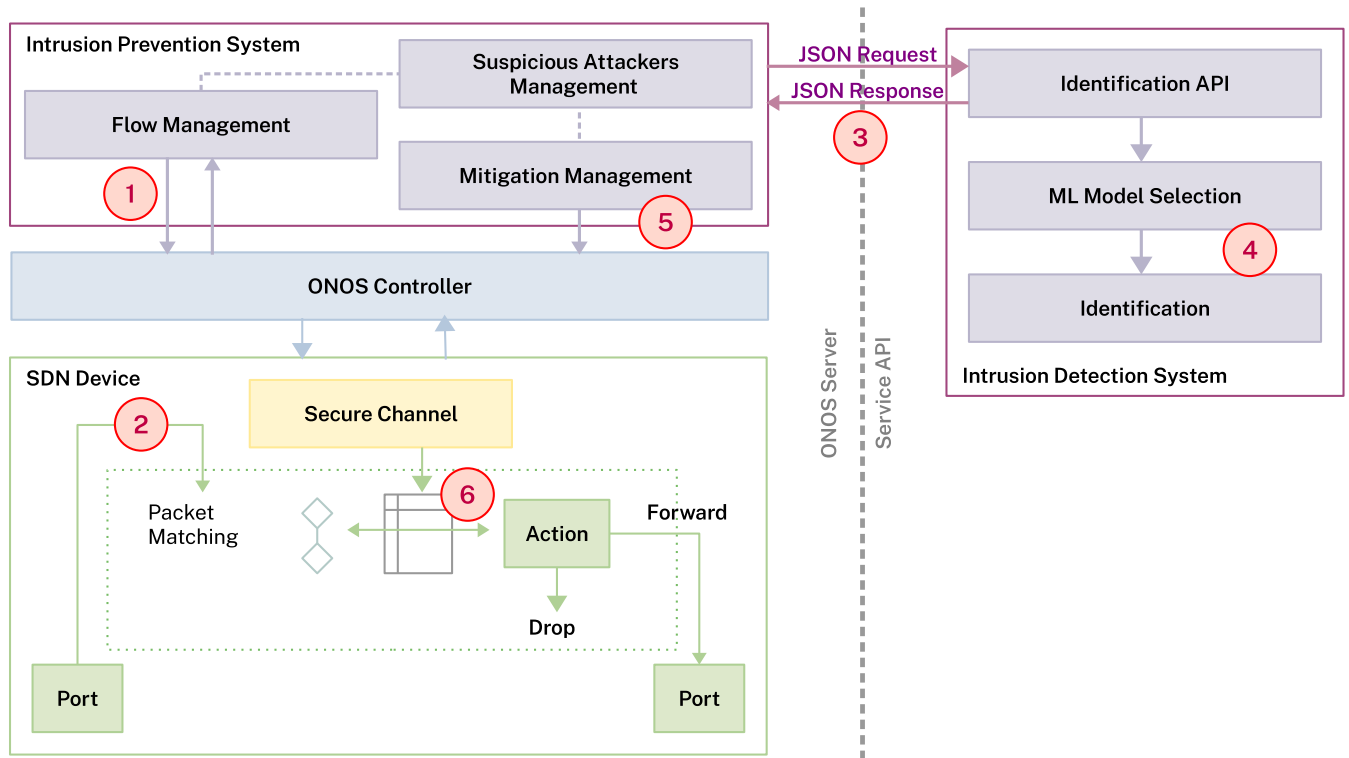 Intrusion Prevention System
Suspicious Attackers
Management
Flow Management
Mitigation Management
1
5
JSON Request
JSON Response
3
Identification API
ML Model Selection
4
Identification
Intrusion Detection System
ONOS Controller
ONOS Server
Service API
SDN Device
Secure Channel
2
6
Packet
Matching
Action
Forward
Drop
Port
Port